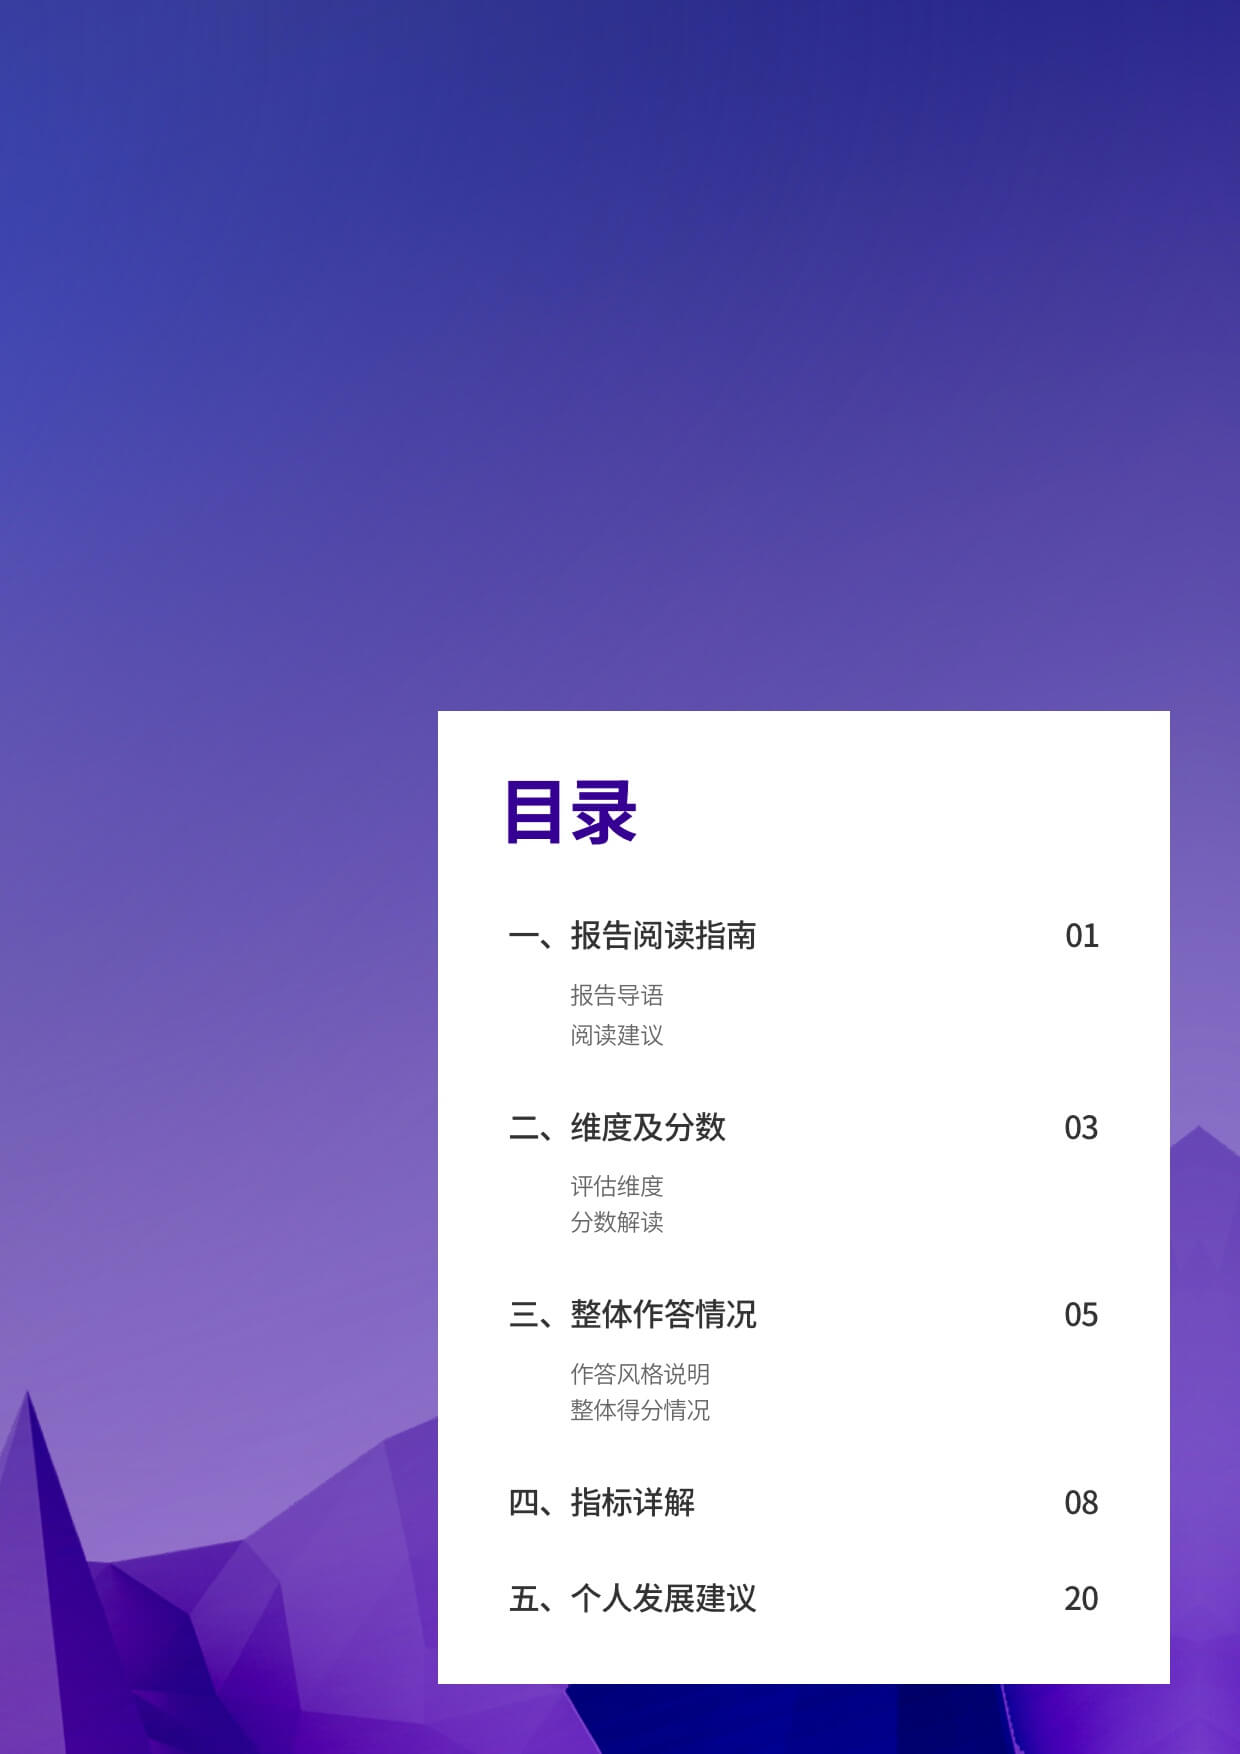 目录
一、报告阅读指南 01
报告导语
阅读建议
二、维度及分数 03
评估维度
分数解读
三、整体作答情况 05
作答风格说明
整体得分情况
四、指标详解 08
五、个人发展建议 20